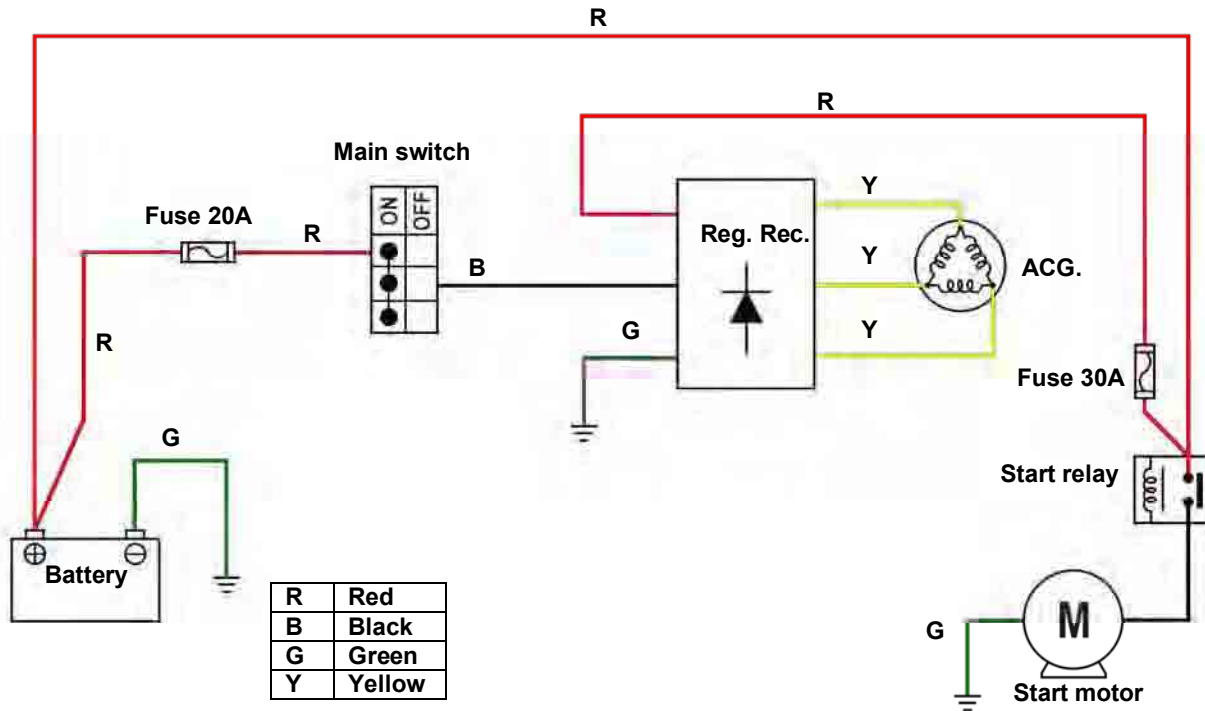 R
R
Main switch
ON
OFF
Y
Fuse 20A
R
Reg. Rec.
Y
ACG.
B
G
Y
R
Fuse 30A
G
Start relay
Battery
R Red
B Black
G Green
Y Yellow
M
G
Start motor